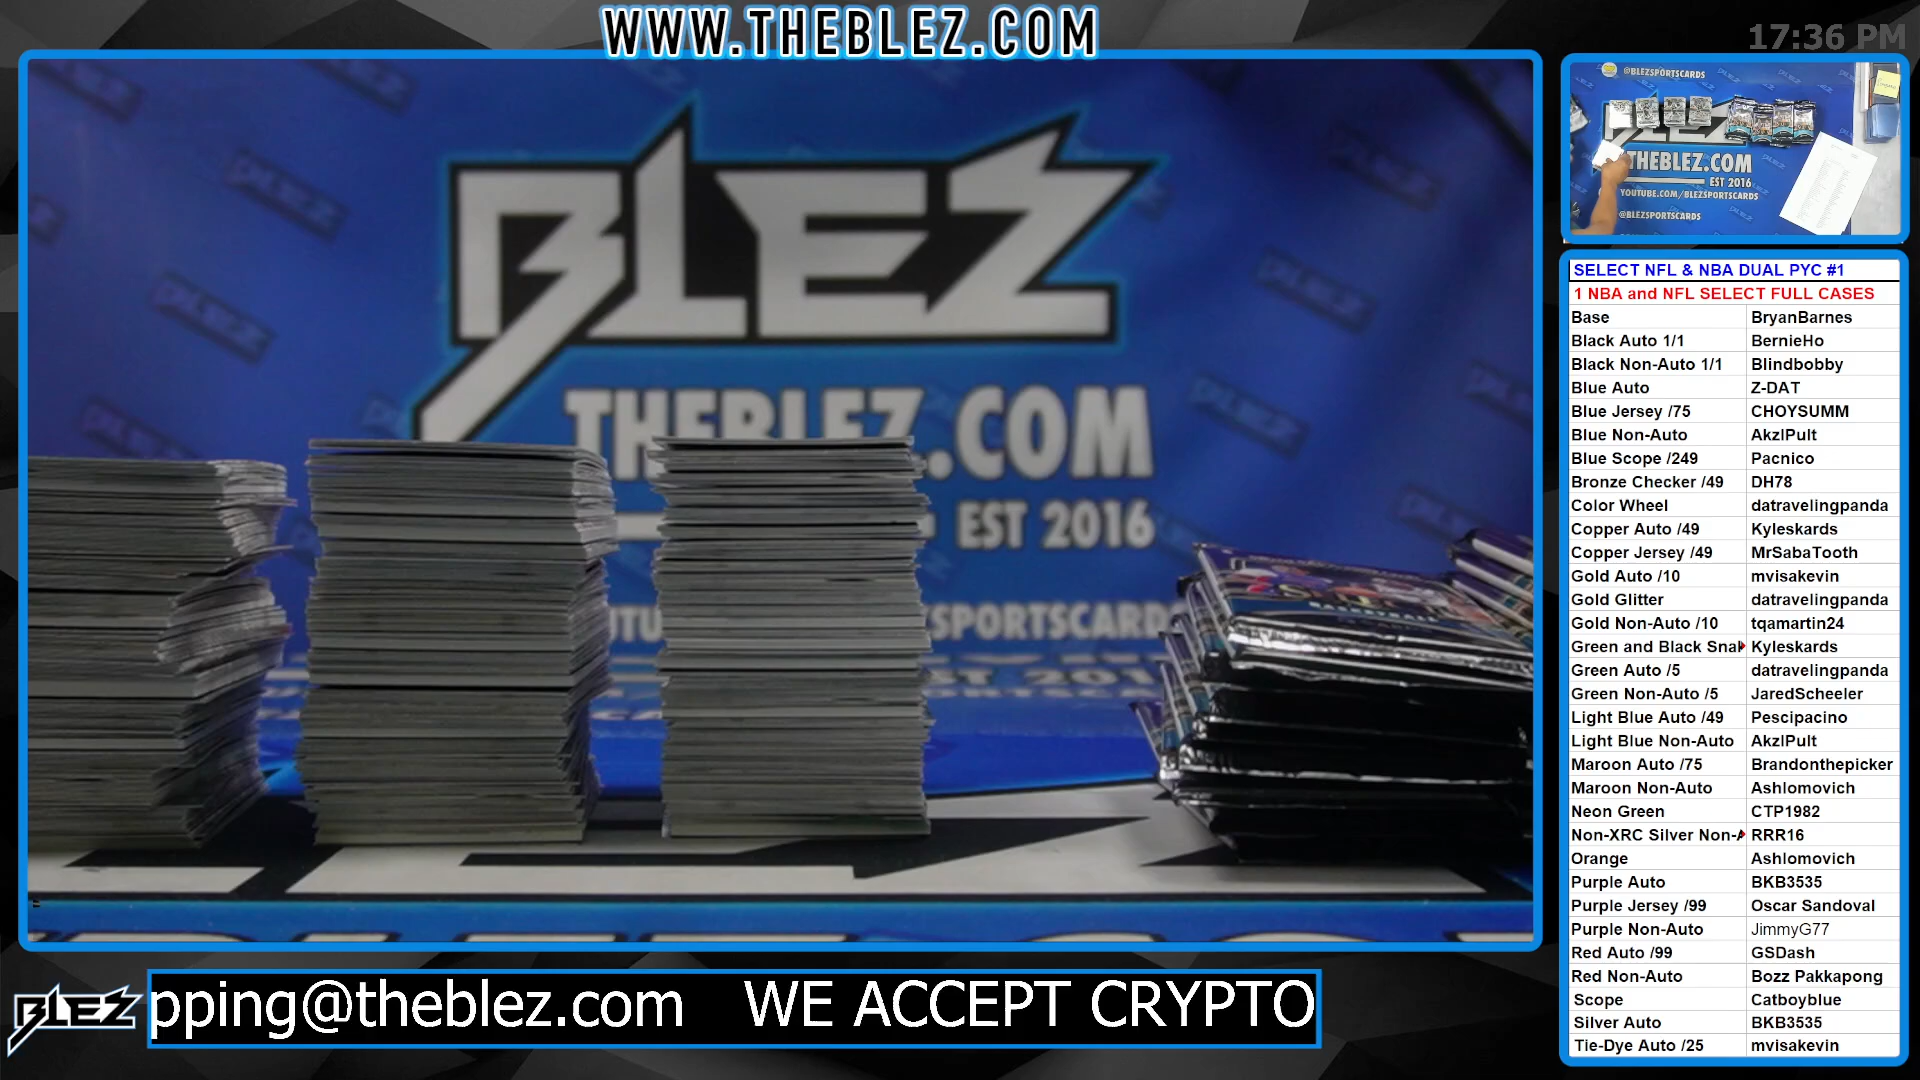 WWW.THEBLEZ.COM
17:36 PM
BLEZ
THEBLEZ.COM
EST 2016
SPORTSCARDS
@BLEZSPORTSCARDS
THEBLEZ.COM
EST 2016
YOUTUBE.COM/BLEZSPORTSCARDS
@BLEZSPORTSCARDS
SELECT NFL & NBA DUAL PYC #1
1 NBA and NFL SELECT FULL CASES
Base BryanBarnes
Black Auto 1/1 BernieHo
Black Non-Auto 1/1 Blindbobby
Blue Auto Z-DAT
Blue Jersey /75 CHOYSUMM
Blue Non-Auto AkzlPult
Blue Scope /249 Pacnico
Bronze Checker /49 DH78
Color Wheel datravelingpanda
Copper Auto /49 Kyleskards
Copper Jersey /49 MrSabaTooth
Gold Auto /10 mvisakevin
Gold Glitter datravelingpanda
Gold Non-Auto /10 tqamartin24
Green and Black Snak Kyleskards
Green Auto /5 datravelingpanda
Green Non-Auto /5 JaredScheeler
Light Blue Auto /49 Pescipacino
Light Blue Non-Auto AkzlPult
Maroon Auto /75 Brandonthepicker
Maroon Non-Auto Ashlomovich
Neon Green CTP1982
Non-XRC Silver Non-A RRR16
Orange Ashlomovich
Purple Auto BKB3535
Purple Jersey /99 Oscar Sandoval
Purple Non-Auto JimmyG77
Red Auto /99 GSDash
Red Non-Auto Bozz Pakkapong
Scope Catboyblue
Silver Auto BKB3535
Tie-Dye Auto /25 mvisakevin
BLEZ
pping@theblez.com WE ACCEPT CRYPTO